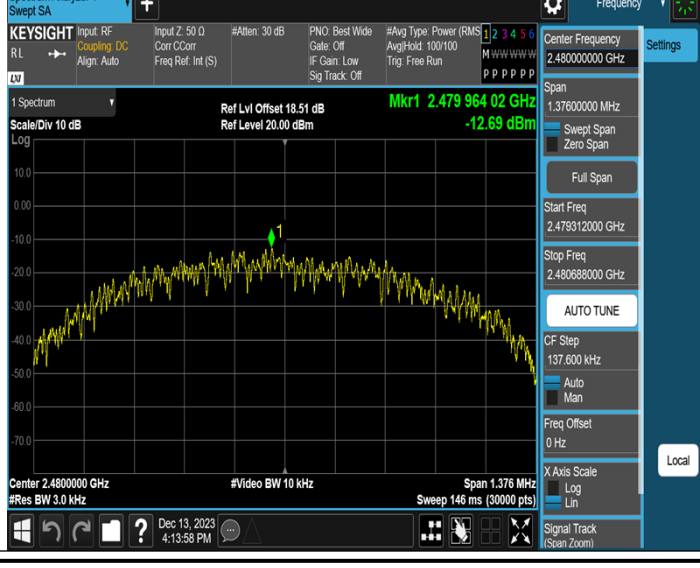 Swept SA
Frequency
KEYSIGHT
RL
LXI
Input: RF
Coupling: DC
Align: Auto
Input Z: 50 Ω
Corr CCorr
Freq Ref: Int (S)
#Atten: 30 dB
PNO: Best Wide
Gate: Off
IF Gain: Low
Sig Track: Off
#Avg Type: Power (RMS
Avg|Hold: 100/100
Trig: Free Run
1 2 3 4 5 6
M W W W W W
P P P P P P
1 Spectrum
Scale/Div 10 dB
Log
Ref Lvl Offset 18.51 dB
Ref Level 20.00 dBm
Mkr1 2.479 964 02 GHz
-12.69 dBm
10.0
0.00
-10.0
-20.0
-30.0
-40.0
-50.0
-60.0
-70.0
1
Center 2.4800000 GHz
#Res BW 3.0 kHz
#Video BW 10 kHz
Span 1.376 MHz
Sweep 146 ms (30000 pts)
Center Frequency
2.480000000 GHz
Settings
Span
1.37600000 MHz
Swept Span
Zero Span
Full Span
Start Freq
2.479312000 GHz
Stop Freq
2.480688000 GHz
AUTO TUNE
CF Step
137.600 kHz
Auto
Man
Freq Offset
0 Hz
Local
X Axis Scale
Log
Lin
Signal Track
(Span Zoom)
?
Dec 13, 2023
4:13:58 PM